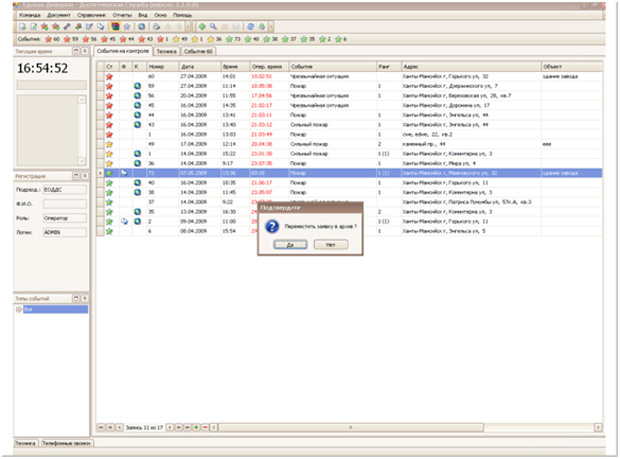 Единая Дежурно - Диспетчерская Служба (версия: 1.1.0.0)
Команда Документ Справочник Отчеты Вид Окно Помощь
События: 60 59 56 45 44 43 1 49 1 36 73 40 38 37 35 2 6
Текущее время
16:54:52
События на контроле Техника Событие 60
Ст Ф К Номер Дата Время Опер. время Событие Ранг Адрес Объект
60 27.04.2009 14:01 10.02:51 Чрезвычайная ситуация Ханты-Мансийск г, Горького ул, 32 здание завода
59 27.04.2009 11:14 10.05:38 Пожар 1 Ханты-Мансийск г, Дзержинского ул, 7
56 20.04.2009 11:55 17.04:56 Чрезвычайная ситуация Ханты-Мансийск г, Березовская ул, 28, кв.7
45 16.04.2009 14:35 21.02:17 Чрезвычайная ситуация Ханты-Мансийск г, Доронина ул, 17
44 16.04.2009 13:41 21.03:11 Пожар 1 Ханты-Мансийск г, Энгельса ул, 44
43 16.04.2009 13:40 21.03:12 Сильный пожар Ханты-Мансийск г, Энгельса ул, 44
1 16.04.2009 13:03 21.03:49 Пожар 1 22, кв.2
49 17.04.2009 12:14 20.04:38 Сильный пожар 2 44 еее
1 14.04.2009 15:22 23.01:30 Сильный пожар 1 (1) Ханты-Мансийск г, Коминтерна ул, 3
36 14.04.2009 9:17 23.07:35 Пожар 1 Ханты-Мансийск г, Мира ул, 4
73 07.05.2009 13:36 03:18 Пожар 1 (1) Ханты-Мансийск г, Маяковского ул, 32 здание завода
40 16.04.2009 10:35 21.06:17 Пожар 1 Ханты-Мансийск г, Горького ул, 11
38 14.04.2009 11:45 23.05:07 Пожар 1 Ханты-Мансийск г, Коминтерна ул, 3
37 14.04.2009 9:22 Ханты-Мансийск г, Патриса Лумумбы ул, 57к.А, кв.3
35 13.04.2009 16:30 2 Ханты-Мансийск г, Коминтерна ул, 3
2 09.04.2009 11:00 1 (1) Ханты-Мансийск г, Горького ул, 11
6 08.04.2009 15:54 1 Ханты-Мансийск г, Энгельса ул, 5
Регистрация
Подразд.: ЕОДДС
Ф.И.О.
Роль: Оператор
Логин: ADMIN
Подтвердите
Переместить заявку в архив ?
Да Нет
Типы событий
Все
Запись 11 из 17
Техника Телефонные звонки